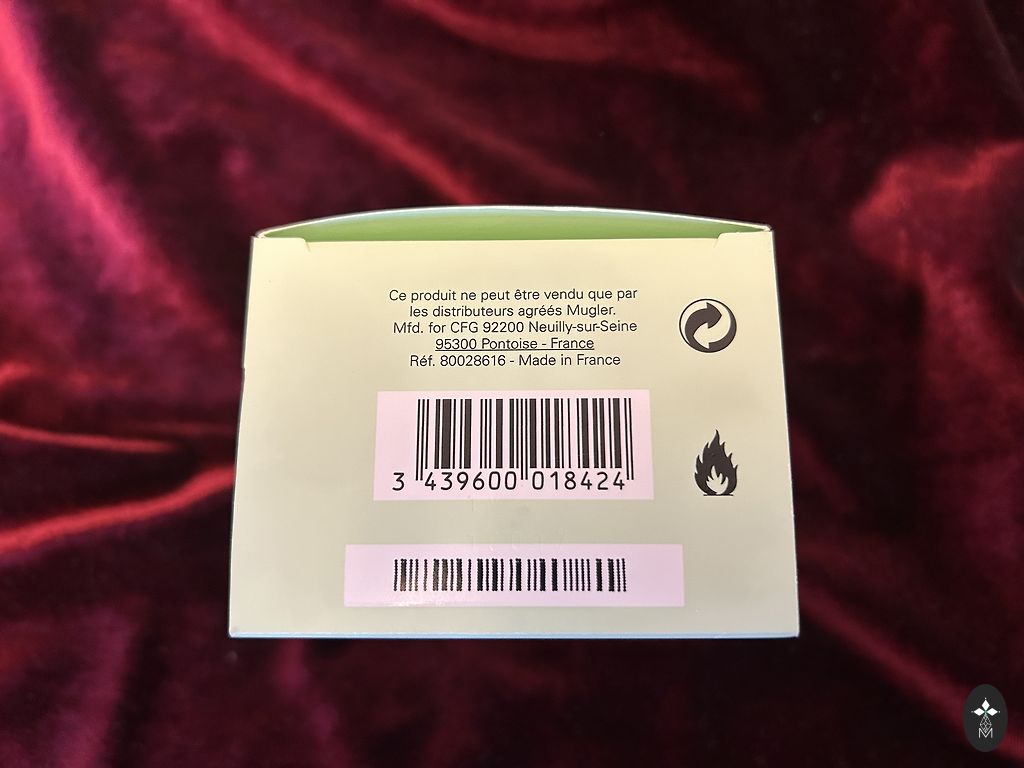 Ce produit ne peut être vendu que par
les distributeurs agréés Mugler.
Mfd. for CFG 92200 Neuilly-sur-Seine
95300 Pontoise - France
Réf. 80028616 - Made in France
3 439600 018424
M